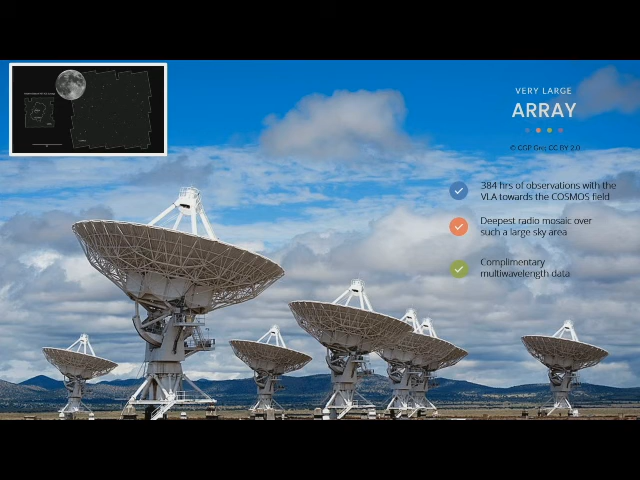 VERY LARGE
ARRAY
© CGP Grey CC BY 2.0
384 hrs of observations with the
VLA towards the COSMOS field
Deepest radio mosaic over
such a large sky area
Complimentary
multiwavelength data